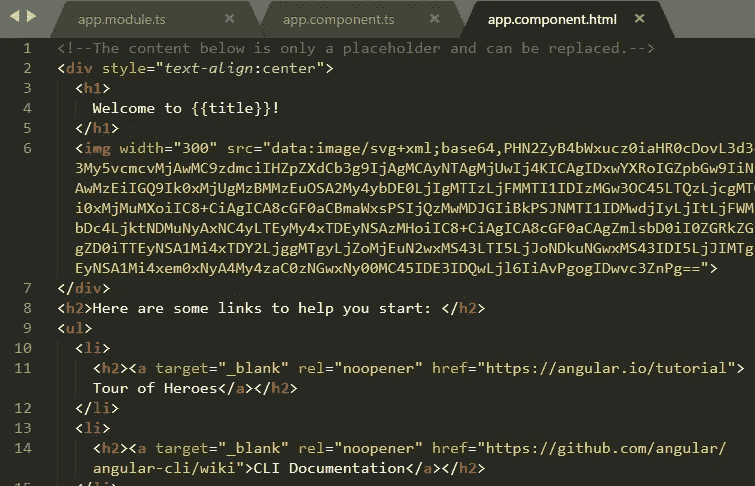 app.module.ts × app.component.ts × app.component.html ×
1 <!--The content below is only a placeholder and can be replaced.-->
2 <div style="text-align:center">
3 <h1>
4 Welcome to {{title}}!
5 </h1>
6 <img width="300" src="data:image/svg+xml;base64,PHN2ZyB4bWxucz0iaHR0cDovL3d3
3My5vcmcvMjAwMC9zdmciIHZpZXdCb3g9IjAgMCAyNTAgMjUwIj4KICAgIDxwYXRoIGZpbGw9IiN
AwMzEiIGQ9Ik0xMjUgMzBMMzEuOSA2My4ybDE0LjIgMTIzLjFMMTI1IDIzMGw3OC45LTQzLjcgMT
i0xMjMuMXoiIC8+CiAgICA8cGF0aCBmaWxsPSIjQzMwMDJGIiBkPSJNMTI1IDMwdjIyLjItLjFWM
bDc4LjktNDMuNyAxNC4yLTEyMy4xTDEyNSAzMHoiIC8+CiAgICA8cGF0aCAgZmlsbD0iI0ZGRkZG
gZD0iTTEyNSA1Mi4xTDY2LjggMTgyLjZoMjEuN2wxMS43LTI5LjJoNDkuNGwxMS43IDI5LjJIMTg
EyNSA1Mi4xem0xNyA4My4zaC0zNGwxNy00MC45IDE3IDQwLjl6IiAvPgogIDwvc3ZnPg==">
7 </div>
8 <h2>Here are some links to help you start: </h2>
9 <ul>
10 <li>
11 <h2><a target="_blank" rel="noopener" href="https://angular.io/tutorial">
Tour of Heroes</a></h2>
12 </li>
13 <li>
14 <h2><a target="_blank" rel="noopener" href="https://github.com/angular/
angular-cli/wiki">CLI Documentation</a></h2>